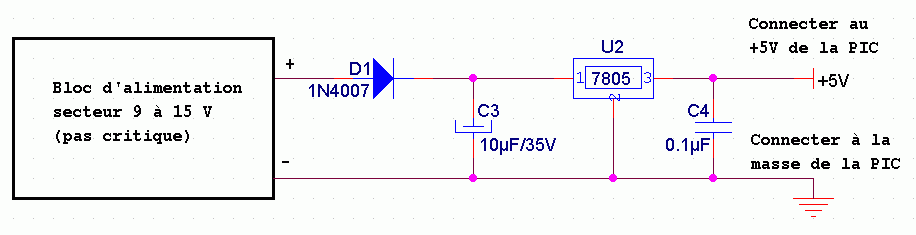 Connecter au
+5V de la PIC
Bloc d'alimentation
secteur 9 à 15 V
(pas critique)
+
D1
1N4007
U2
1 7805 3
2
+5V
C3
10µF/35V
C4
0.1µF
-
Connecter à la
masse de la PIC